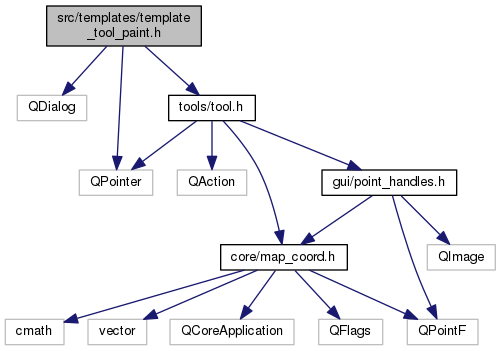 src/templates/template
_tool_paint.h
QDialog
tools/tool.h
QPointer
QAction
gui/point_handles.h
core/map_coord.h
QImage
cmath
vector
QCoreApplication
QFlags
QPointF